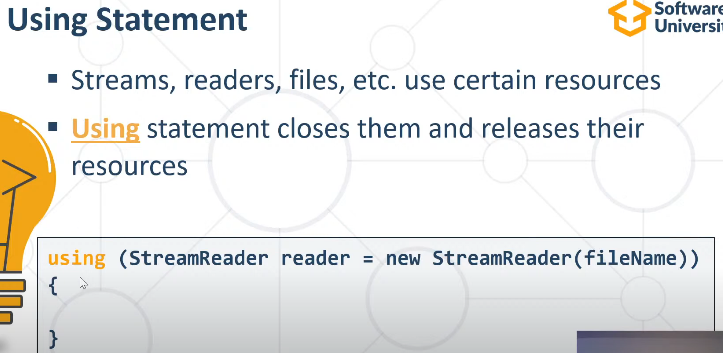 Using Statement
Software
Universit
▪ Streams, readers, files, etc. use certain resources
▪ Using statement closes them and releases their
resources
using (StreamReader reader = new StreamReader(fileName))
{
}